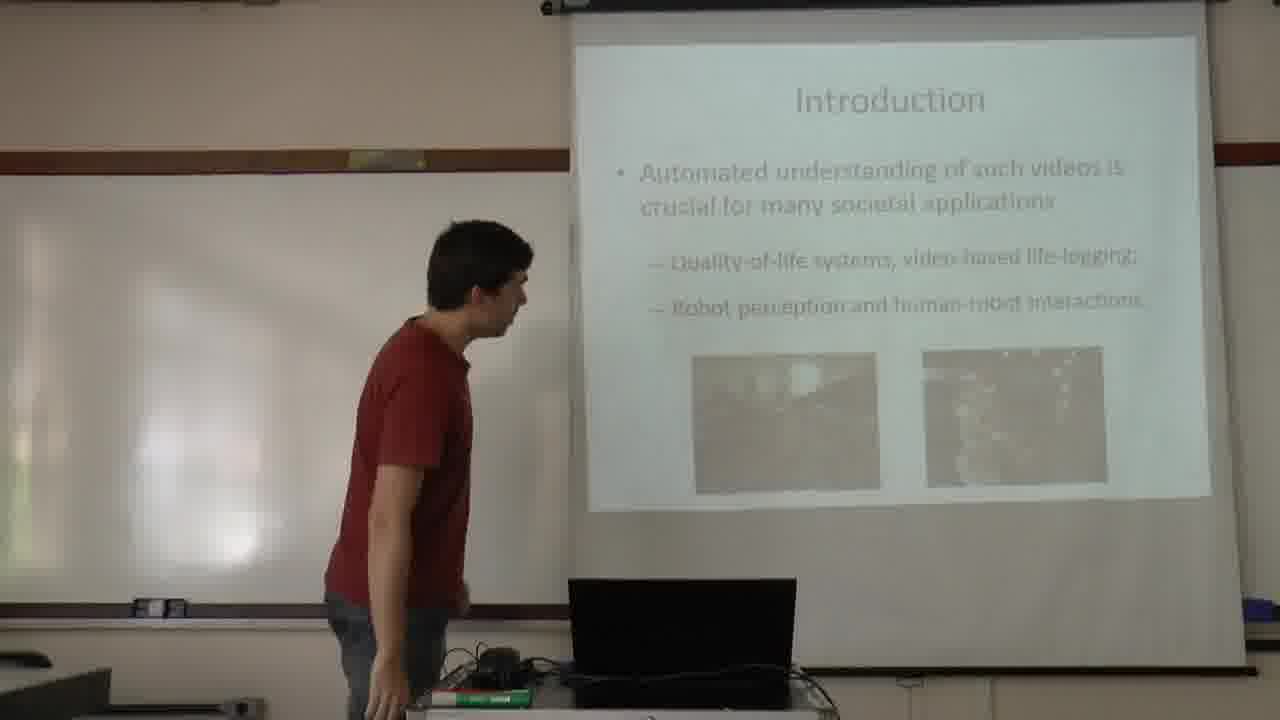 Introduction
• Automated understanding of such videos is
crucial for many societal applications
– Quality-of-life systems, video-based life-logging;
– Robot perception and human-robot interactions.